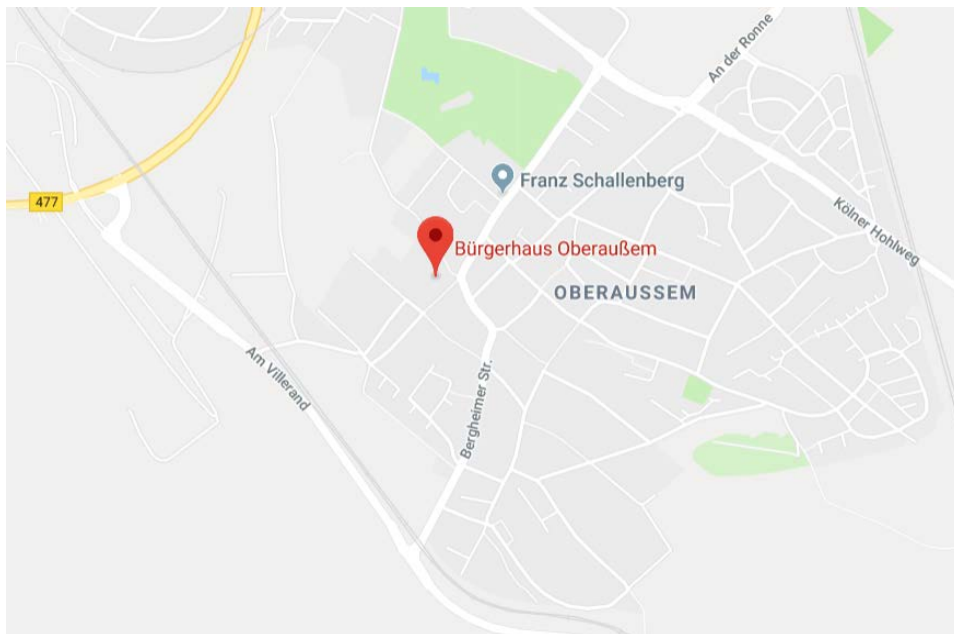 An der Ronne
Franz Schallenberg
477
Kölner Hohlweg
Bürgerhaus Oberaußem
OBERAUSSEM
Am Villerand
Bergheimer Str.